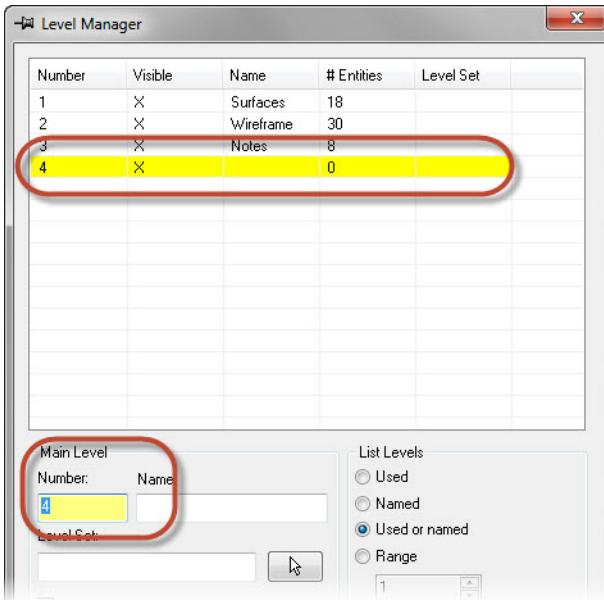 Level Manager
Number Visible Name # Entities Level Set
1 X Surfaces 18
2 X Wireframe 30
3 X Notes 8
4 X 0
Main Level
Number: Name
4
Level Set:
List Levels
Used
Named
Used or named
Range
1